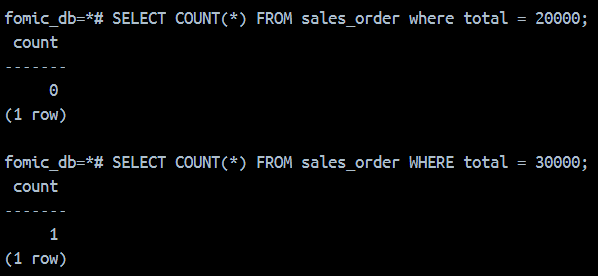 fomic_db=*# SELECT COUNT(*) FROM sales_order where total = 20000;
 count
-------
     0
(1 row)

fomic_db=*# SELECT COUNT(*) FROM sales_order WHERE total = 30000;
 count
-------
     1
(1 row)